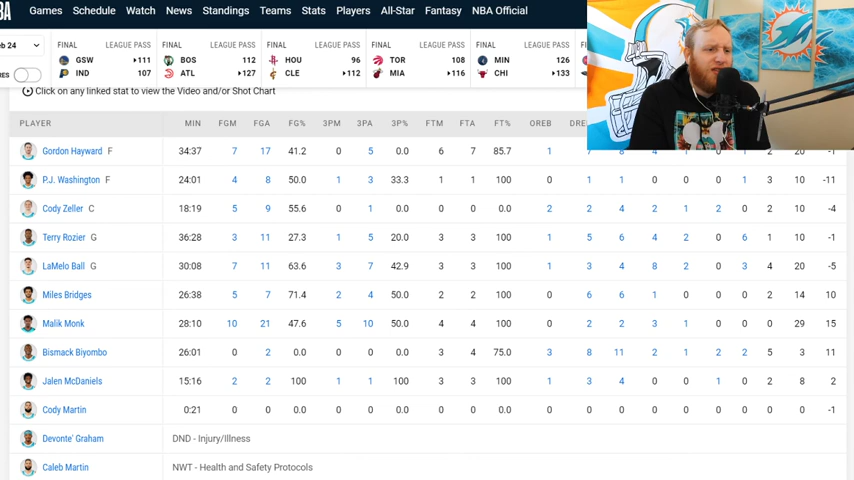 Games Schedule Watch News Standings Teams Stats Players All-Star Fantasy NBA Official
FINAL LEAGUE PASS FINAL LEAGUE PASS FINAL LEAGUE PASS FINAL LEAGUE PASS FINAL LEAGUE PASS
GSW 111 BOS 112 HOU 96 TOR 108 MIN 126
IND 107 ATL 127 CLE 112 MIA 116 CHI 133
Click on any linked stat to view the Video and/or Shot Chart
PLAYER MIN FGM FGA FG% 3PM 3PA 3P% FTM FTA FT% OREB
Gordon Hayward F 34:37 7 17 41.2 0 5 0.0 6 7 85.7 1 20 -1
P.J. Washington F 24:01 4 8 50.0 1 3 33.3 1 1 100 0 1 1 0 0 0 1 3 10 -11
Cody Zeller C 18:19 5 9 55.6 0 1 0.0 0 0 0.0 2 2 4 2 1 2 0 2 10 -4
Terry Rozier G 36:28 3 11 27.3 1 5 20.0 3 3 100 1 5 6 4 2 0 6 1 10 -1
LaMelo Ball G 30:08 7 11 63.6 3 7 42.9 3 3 100 1 3 4 8 2 0 3 4 20 -5
Miles Bridges 26:38 5 7 71.4 2 4 50.0 2 2 100 0 6 6 1 0 0 0 2 14 10
Malik Monk 28:10 10 21 47.6 5 10 50.0 4 4 100 0 2 2 3 1 0 0 0 29 15
Bismack Biyombo 26:01 0 2 0.0 0 0 0.0 3 4 75.0 3 8 11 2 1 2 2 5 3 11
Jalen McDaniels 15:16 2 2 100 1 1 100 3 3 100 1 3 4 0 0 1 0 2 8 2
Cody Martin 0:21 0 0 0.0 0 0 0.0 0 0 0.0 0 0 0 0 0 0 0 0 0 -1
Devonte' Graham DND - Injury/Illness
Caleb Martin NWT - Health and Safety Protocols